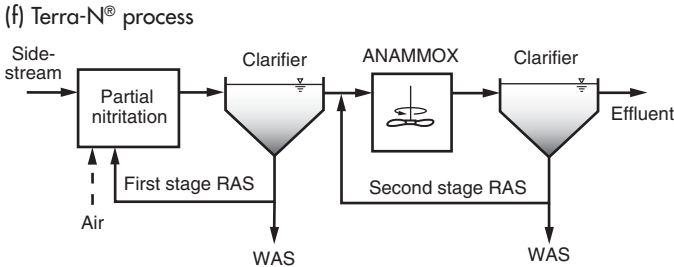 (f) Terra-N® process
Side-
stream
Clarifier
ANAMMOX
Clarifier
Partial
nitritation
Effluent
First stage RAS
Second stage RAS
Air
WAS
WAS